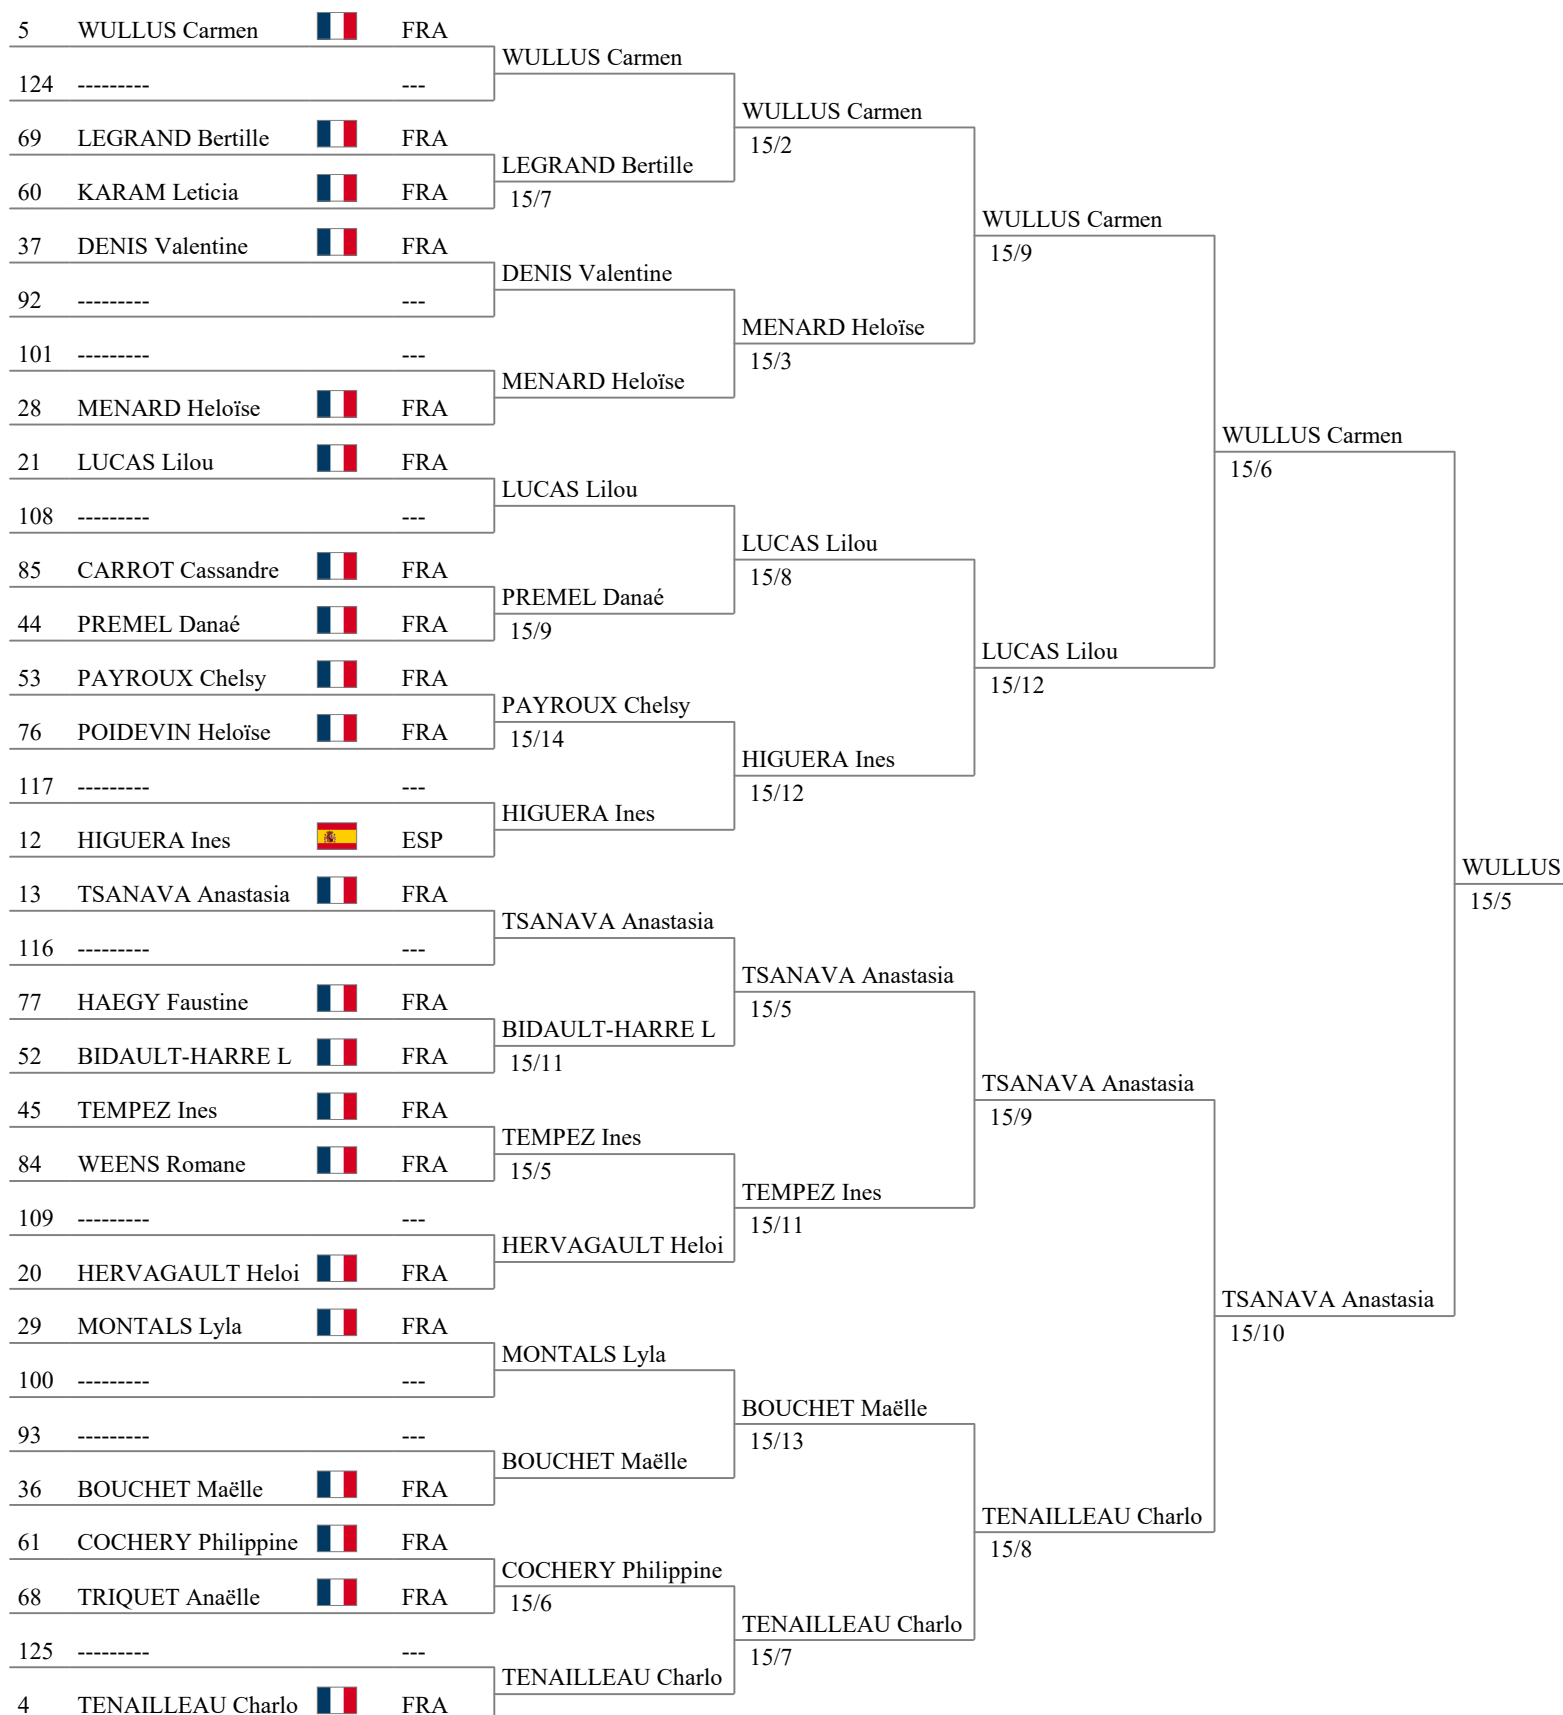 5 WULLUS Carmen FRA
WULLUS Carmen
124 --------- ---
WULLUS Carmen
69 LEGRAND Bertille FRA
15/2
LEGRAND Bertille
60 KARAM Leticia FRA
15/7
WULLUS Carmen
37 DENIS Valentine FRA
15/9
DENIS Valentine
92 --------- ---
MENARD Heloïse
101 --------- ---
15/3
MENARD Heloïse
28 MENARD Heloïse FRA
WULLUS Carmen
21 LUCAS Lilou FRA
15/6
LUCAS Lilou
108 --------- ---
LUCAS Lilou
85 CARROT Cassandre FRA
15/8
PREMEL Danaé
44 PREMEL Danaé FRA
15/9
LUCAS Lilou
53 PAYROUX Chelsy FRA
15/12
PAYROUX Chelsy
76 POIDEVIN Heloïse FRA
15/14
HIGUERA Ines
117 --------- ---
15/12
HIGUERA Ines
12 HIGUERA Ines ESP
WULLUS
13 TSANAVA Anastasia FRA
15/5
TSANAVA Anastasia
116 --------- ---
TSANAVA Anastasia
77 HAEGY Faustine FRA
15/5
BIDAULT-HARRE L
52 BIDAULT-HARRE L FRA
15/11
TSANAVA Anastasia
45 TEMPEZ Ines FRA
15/9
TEMPEZ Ines
84 WEENS Romane FRA
15/5
TEMPEZ Ines
109 --------- ---
15/11
HERVAGAULT Heloi
20 HERVAGAULT Heloi FRA
TSANAVA Anastasia
29 MONTALS Lyla FRA
15/10
MONTALS Lyla
100 --------- ---
BOUCHET Maëlle
93 --------- ---
15/13
BOUCHET Maëlle
36 BOUCHET Maëlle FRA
TENAILLEAU Charlo
61 COCHERY Philippine FRA
15/8
COCHERY Philippine
68 TRIQUET Anaëlle FRA
15/6
TENAILLEAU Charlo
125 --------- ---
15/7
TENAILLEAU Charlo
4 TENAILLEAU Charlo FRA